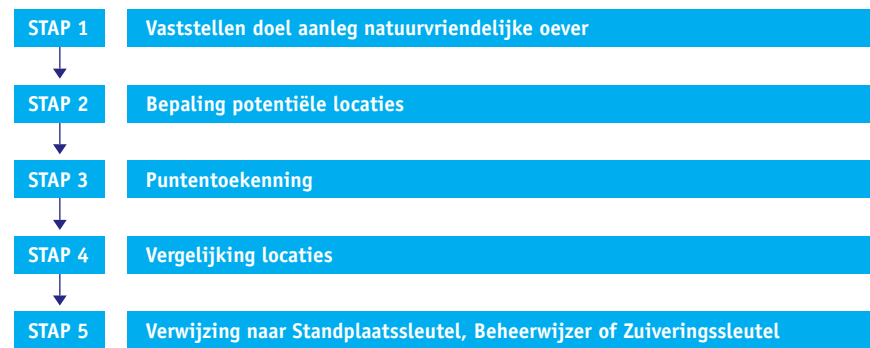 STAP 1 Vaststellen doel aanleg natuurvriendelijke oever
STAP 2 Bepaling potentiële locaties
STAP 3 Puntentoekenning
STAP 4 Vergelijking locaties
STAP 5 Verwijzing naar Standplaatssleutel, Beheerwijzer of Zuiveringssleutel